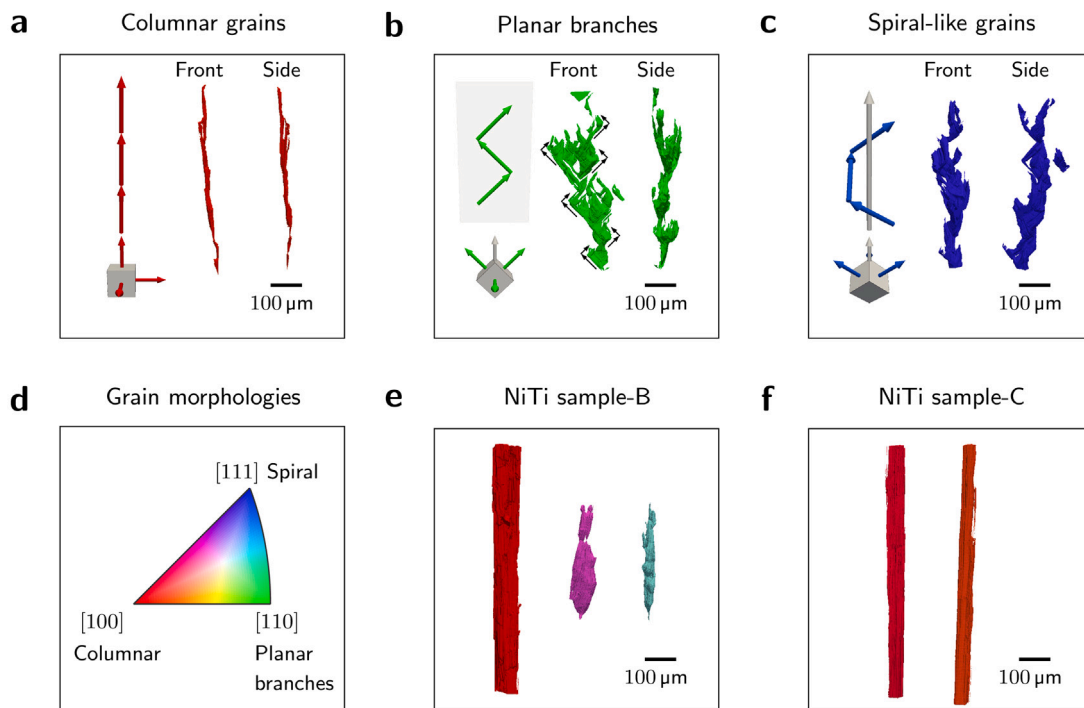 a
Columnar grains
Front
Side
100 μm
b
Planar branches
Front
Side
100 μm
c
Spiral-like grains
Front
Side
100 μm
d
Grain morphologies
[111] Spiral
[100]
Columnar
[110]
Planar
branches
e
NiTi sample-B
100 μm
f
NiTi sample-C
100 μm